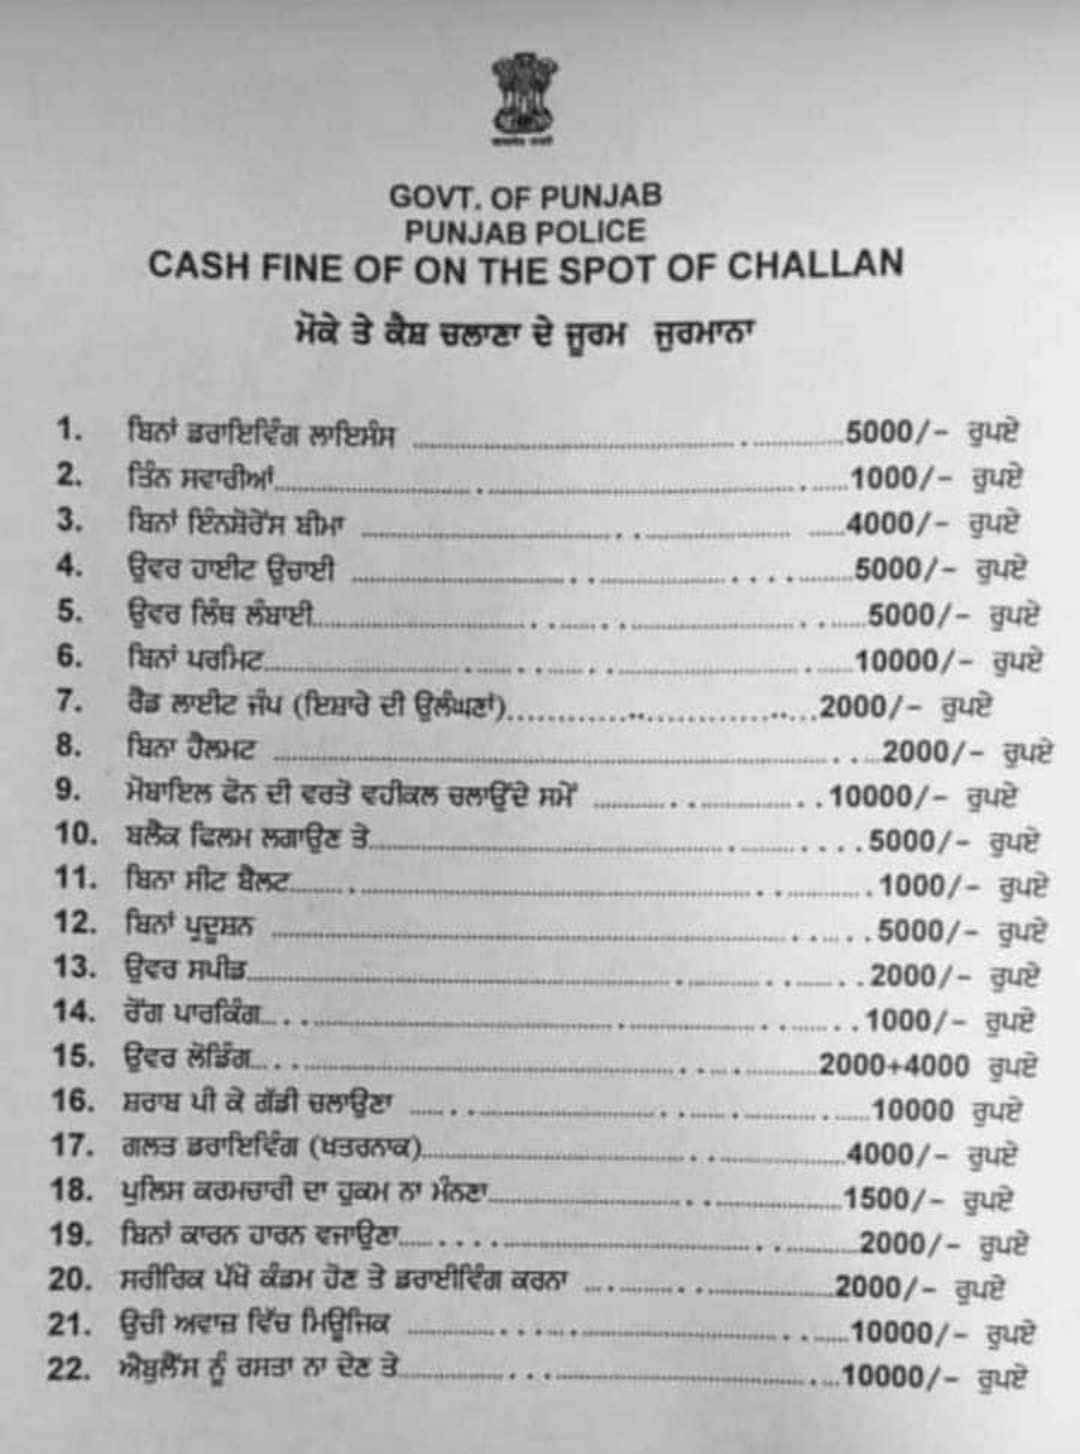 GOVT. OF PUNJAB
PUNJAB POLICE
CASH FINE OF ON THE SPOT OF CHALLAN
ਮੌਕੇ ਤੇ ਕੈਸ਼ ਚਲਾਣਾ ਦੇ ਜੂਰਮ ਜੁਰਮਾਨਾ
1. ਬਿਨਾਂ ਡਰਾਇਵਿੰਗ ਲਾਇਸੰਸ ........ 5000/- ਰੁਪਏ
2. ਤਿੰਨ ਸਵਾਰੀਆਂ ........ 1000/- ਰੁਪਏ
3. ਬਿਨਾਂ ਇੰਨਸ਼ੋਰੇਂਸ ਬੀਮਾ ........ 4000/- ਰੁਪਏ
4. ਉਵਰ ਹਾਈਟ ਉਚਾਈ ........ 5000/- ਰੁਪਏ
5. ਉਵਰ ਲਿੰਥ ਲੰਬਾਈ ........ 5000/- ਰੁਪਏ
6. ਬਿਨਾਂ ਪਰਮਿਟ ........ 10000/- ਰੁਪਏ
7. ਰੈਡ ਲਾਈਟ ਜੰਪ (ਇਸ਼ਾਰੇ ਦੀ ਉਲੰਘਣਾਂ) ........ 2000/- ਰੁਪਏ
8. ਬਿਨਾ ਹੈਲਮਟ ........ 2000/- ਰੁਪਏ
9. ਮੋਬਾਇਲ ਫੋਨ ਦੀ ਵਰਤੋਂ ਵਹੀਕਲ ਚਲਾਉਂਦੇ ਸਮੇਂ ........ 10000/- ਰੁਪਏ
10. ਬਲੈਕ ਫਿਲਮ ਲਗਾਉਣ ਤੇ ........ 5000/- ਰੁਪਏ
11. ਬਿਨਾ ਸੀਟ ਬੈਲਟ ........ 1000/- ਰੁਪਏ
12. ਬਿਨਾਂ ਪ੍ਰਦੂਸ਼ਨ ........ 5000/- ਰੁਪਏ
13. ਉਵਰ ਸਪੀਡ ........ 2000/- ਰੁਪਏ
14. ਰੌਂਗ ਪਾਰਕਿੰਗ ........ 1000/- ਰੁਪਏ
15. ਉਵਰ ਲੋਡਿੰਗ ........ 2000+4000 ਰੁਪਏ
16. ਸ਼ਰਾਬ ਪੀ ਕੇ ਗੱਡੀ ਚਲਾਉਣਾ ........ 10000 ਰੁਪਏ
17. ਗਲਤ ਡਰਾਇਵਿੰਗ (ਖਤਰਨਾਕ) ........ 4000/- ਰੁਪਏ
18. ਪੁਲਿਸ ਕਰਮਚਾਰੀ ਦਾ ਹੁਕਮ ਨਾ ਮੰਨਣਾ ........ 1500/- ਰੁਪਏ
19. ਬਿਨਾਂ ਕਾਰਨ ਹਾਰਨ ਵਜਾਉਣਾ ........ 2000/- ਰੁਪਏ
20. ਸਰੀਰਿਕ ਪੱਖੋ ਕੰਡਮ ਹੋਣ ਤੇ ਡਰਾਈਵਿੰਗ ਕਰਨਾ ........ 2000/- ਰੁਪਏ
21. ਉਚੀ ਅਵਾਜ਼ ਵਿੱਚ ਮਿਊਜਿਕ ........ 10000/- ਰੁਪਏ
22. ਐਬੁਲੈਂਸ ਨੂੰ ਰਸਤਾ ਨਾ ਦੇਣ ਤੇ ........ 10000/- ਰੁਪਏ